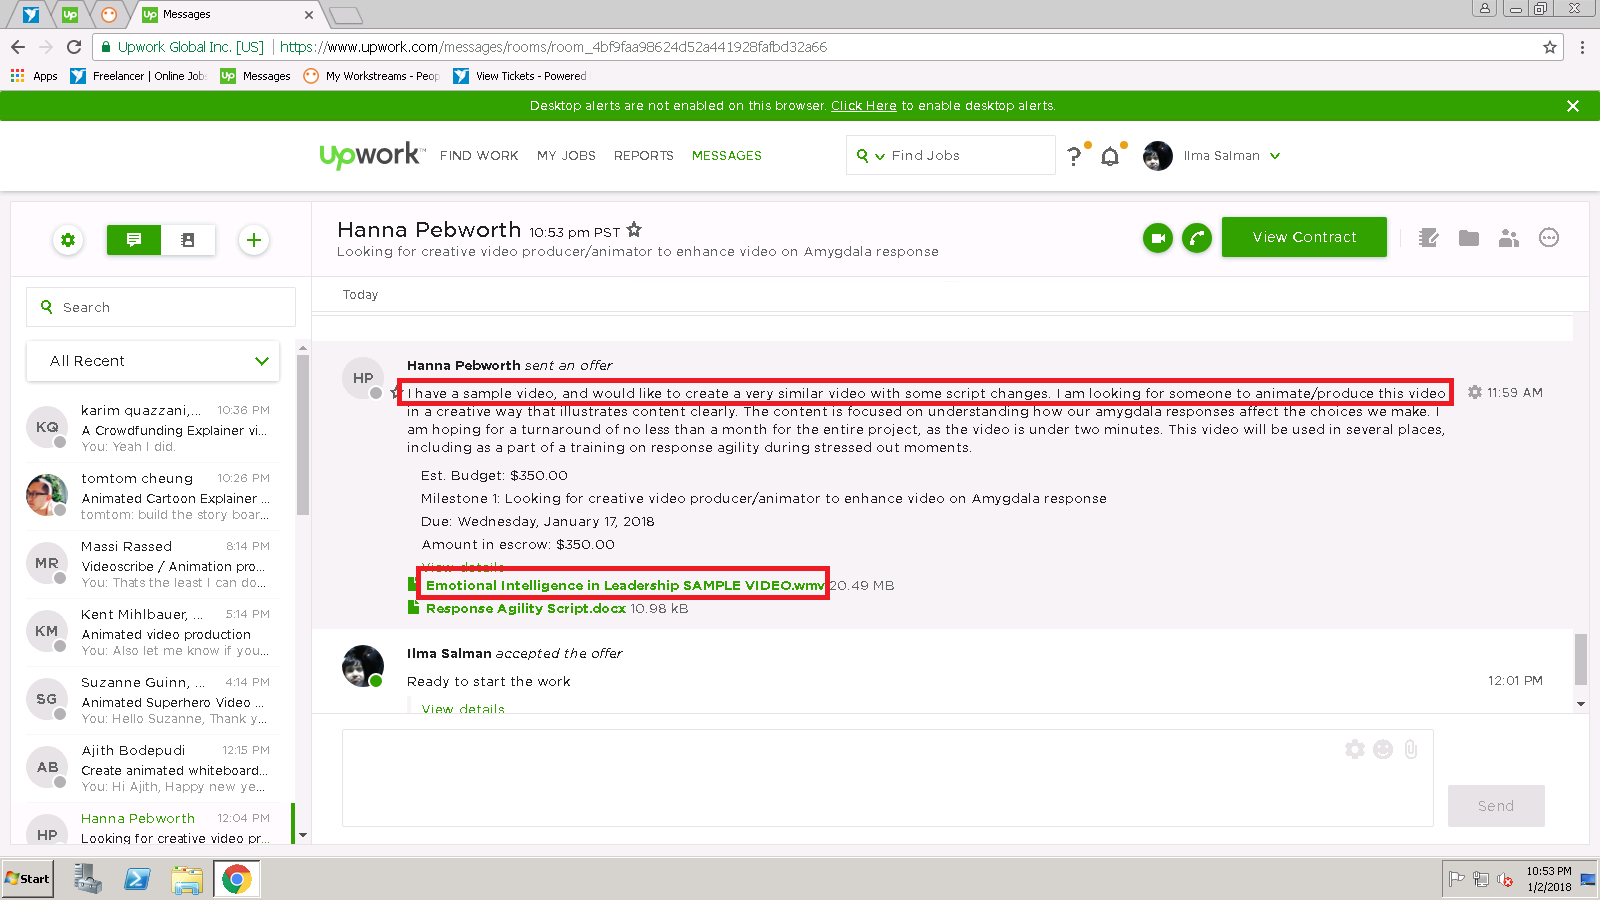 Up Messages
Upwork Global Inc. [US] | https://www.upwork.com/messages/rooms/room_4bf9faa98624d52a441928fafbd32a66
Apps Freelancer | Online Job Up Messages My Workstreams - Peop View Tickets - Powered
Desktop alerts are not enabled on this browser. Click Here to enable desktop alerts.
Upwork™ FIND WORK MY JOBS REPORTS MESSAGES Find Jobs ? Ilma Salman
Hanna Pebworth 10:53 pm PST
Looking for creative video producer/animator to enhance video on Amygdala response
View Contract
Search
All Recent
KQ
karim quazzani,... 10:36 PM
A Crowdfunding Explainer vi...
You: Yeah I did.
tomtom cheung 10:26 PM
Animated Cartoon Explainer ...
tomtom: build the story boar...
MR
Massi Rassed 8:14 PM
Videoscribe / Animation pro...
You: Thats the least I can do...
KM
Kent Mihlbauer, ... 5:14 PM
Animated video production
You: Also let me know if you...
SG
Suzanne Guinn, ... 4:14 PM
Animated Superhero Video ...
You: Hello Suzanne, Thank y...
AB
Ajith Bodepudi 12:15 PM
Create animated whiteboard...
You: Hi Ajith, Happy new ye...
HP
Hanna Pebworth 12:04 PM
Looking for creative video pr...
Today
HP
Hanna Pebworth sent an offer
I have a sample video, and would like to create a very similar video with some script changes. I am looking for someone to animate/produce this video 11:59 AM
in a creative way that illustrates content clearly. The content is focused on understanding how our amygdala responses affect the choices we make. I
am hoping for a turnaround of no less than a month for the entire project, as the video is under two minutes. This video will be used in several places,
including as a part of a training on response agility during stressed out moments.
Est. Budget: $350.00
Milestone 1: Looking for creative video producer/animator to enhance video on Amygdala response
Due: Wednesday, January 17, 2018
Amount in escrow: $350.00
View details
Emotional Intelligence in Leadership SAMPLE VIDEO.wmv 20.49 MB
Response Agility Script.docx 10.98 kB
Ilma Salman accepted the offer
Ready to start the work 12:01 PM
View details
Send
Start
10:53 PM
1/2/2018